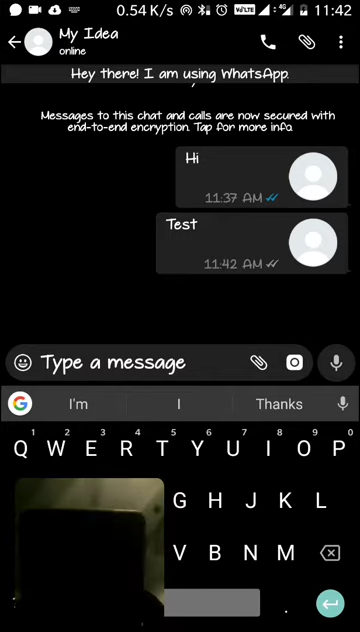 0.54 K/s VoLTE 4G 11:42
My Idea
online
Hey there! I am using WhatsApp.
Messages to this chat and calls are now secured with
end-to-end encryption. Tap for more info.
Hi
11:37 AM
Test
11:42 AM
Type a message
G I'm I Thanks
1 2 3 4 5 6 7 8 9 0
Q W E R T Y U I O P
G H J K L
V B N M
.